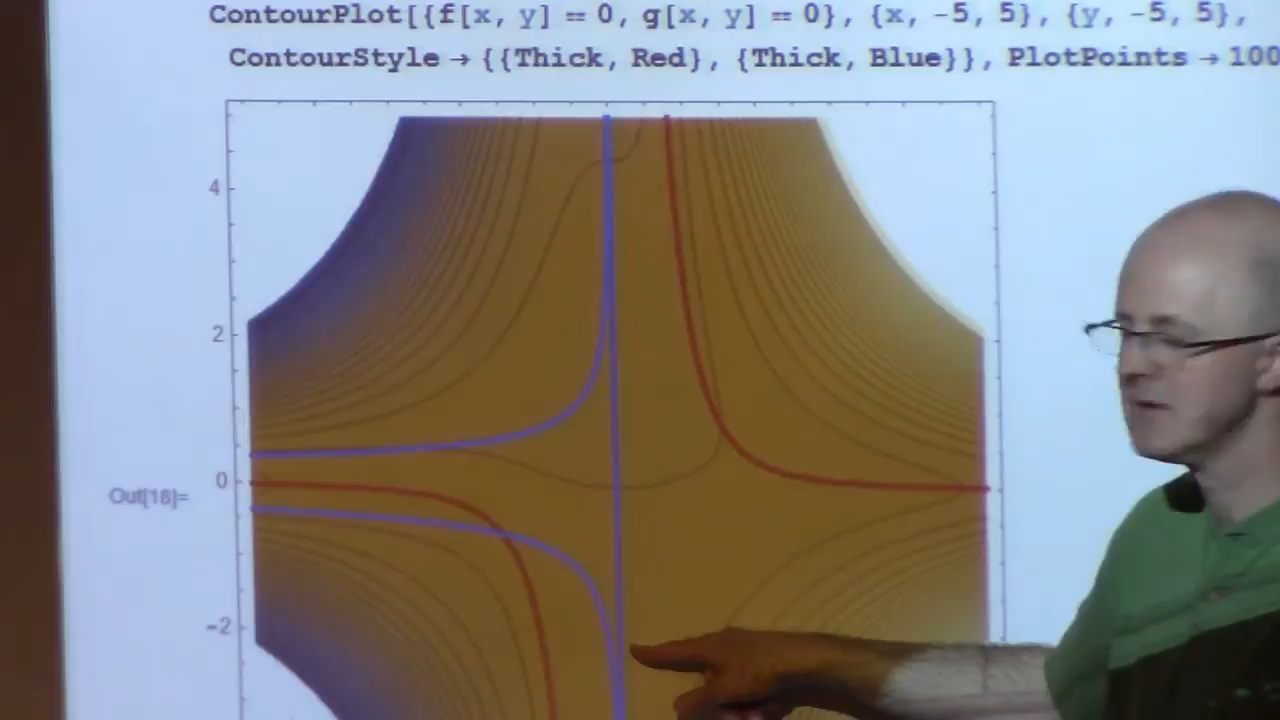 ContourPlot[{f[x, y] == 0, g[x, y] == 0}, {x, -5, 5}, {y, -5, 5},
ContourStyle → {{Thick, Red}, {Thick, Blue}}, PlotPoints → 100
4
2
0
Out[18]=
-2